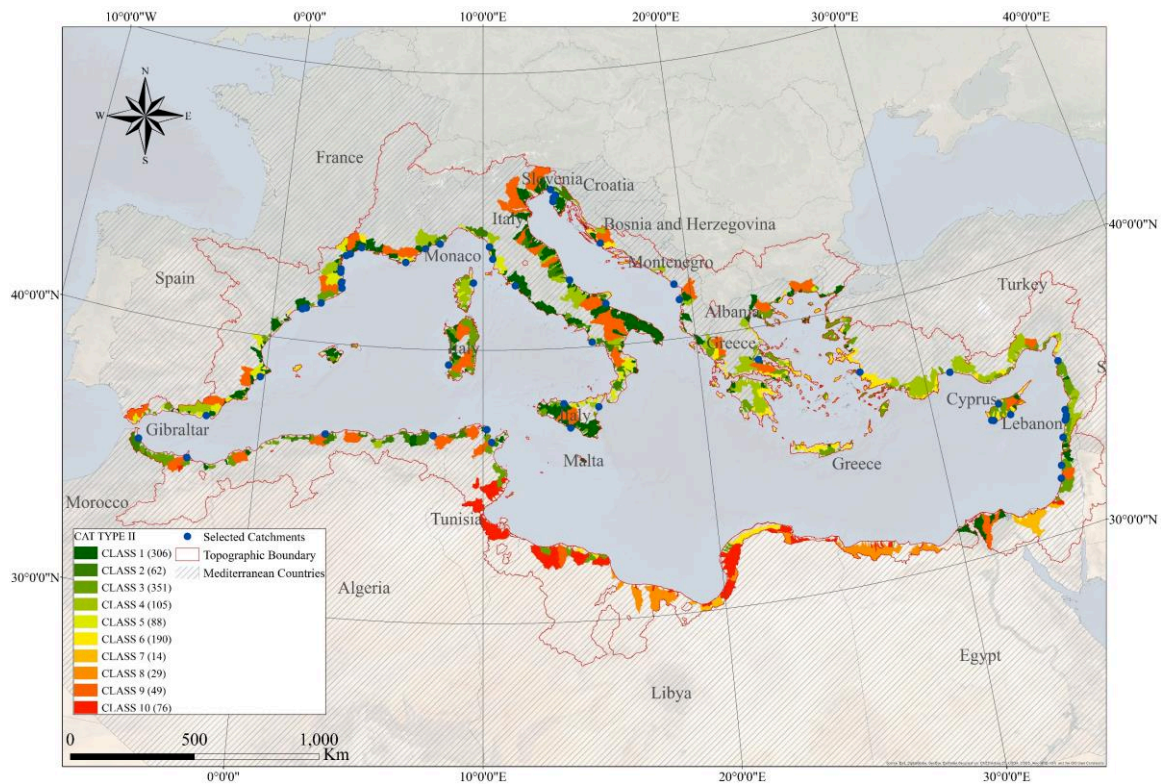 10°0'0"W
0°0'0"
10°0'0"E
20°0'0"E
30°0'0"E
40°0'0"E
N
W
E
S
France
Slovenia
Croatia
Italy
Bosnia and Herzegovina
Monaco
Montenegro
Spain
Turkey
40°0'0"N
40°0'0"N
Albania
Italy
Greece
S
Cyprus
Italy
Gibraltar
Lebanon
Malta
Greece
Morocco
Tunisia
30°0'0"N
CAT TYPE II
CLASS 1 (306)
CLASS 2 (62)
CLASS 3 (351)
CLASS 4 (105)
CLASS 5 (88)
CLASS 6 (190)
CLASS 7 (14)
CLASS 8 (29)
CLASS 9 (49)
CLASS 10 (76)
Selected Catchments
Topographic Boundary
Mediterranean Countries
30°0'0"N
Algeria
Egypt
Libya
0 500 1,000
Km
0°0'0"
10°0'0"E
20°0'0"E
30°0'0"E